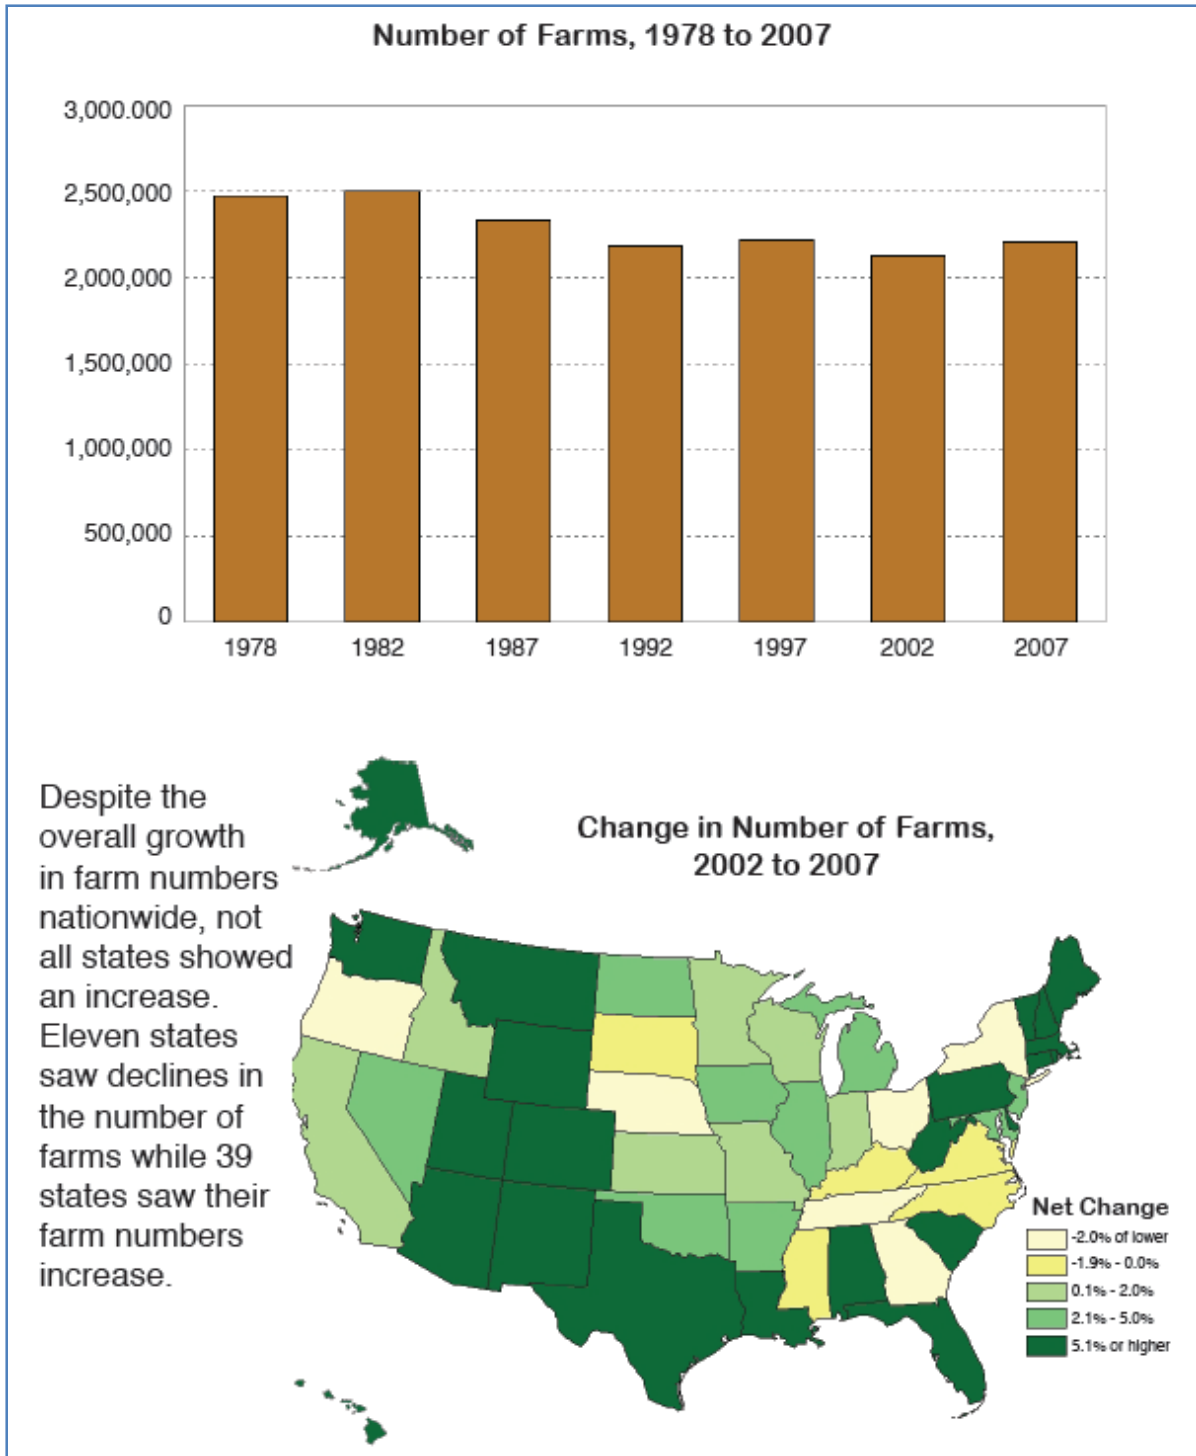 Number of Farms, 1978 to 2007
3,000.000
2,500,000
2,000,000
1,500,000
1,000,000
500,000
0
1978 1982 1987 1992 1997 2002 2007
Despite the
overall growth
in farm numbers
nationwide, not
all states showed
an increase.
Eleven states
saw declines in
the number of
farms while 39
states saw their
farm numbers
increase.
Change in Number of Farms,
2002 to 2007
Net Change
-2.0% of lower
-1.9% - 0.0%
0.1% - 2.0%
2.1% - 5.0%
5.1% or higher